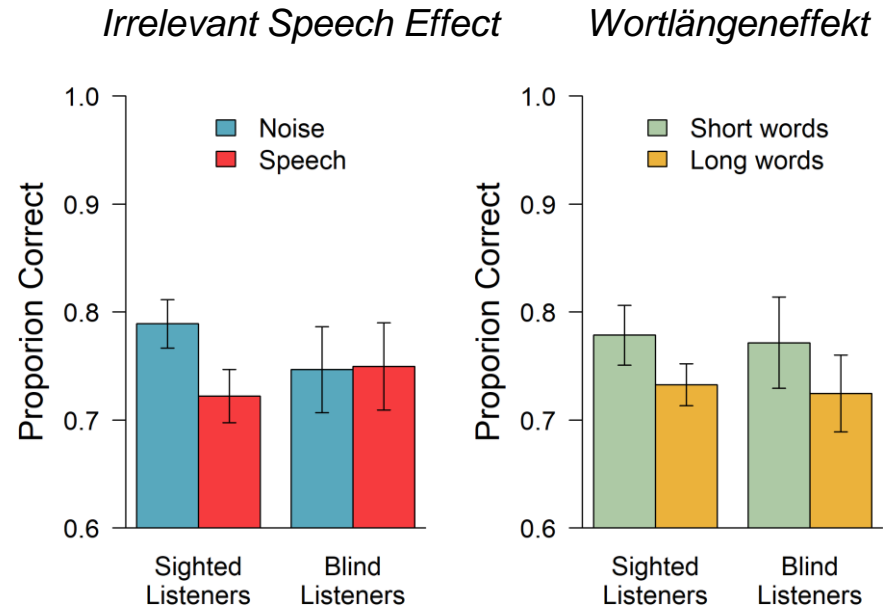 Irrelevant Speech Effect
Wortlängeneffekt
Proporion Correct
1.0
0.9
0.8
0.7
0.6
Noise
Speech
Sighted
Listeners
Blind
Listeners
Proporion Correct
1.0
0.9
0.8
0.7
0.6
Short words
Long words
Sighted
Listeners
Blind
Listeners